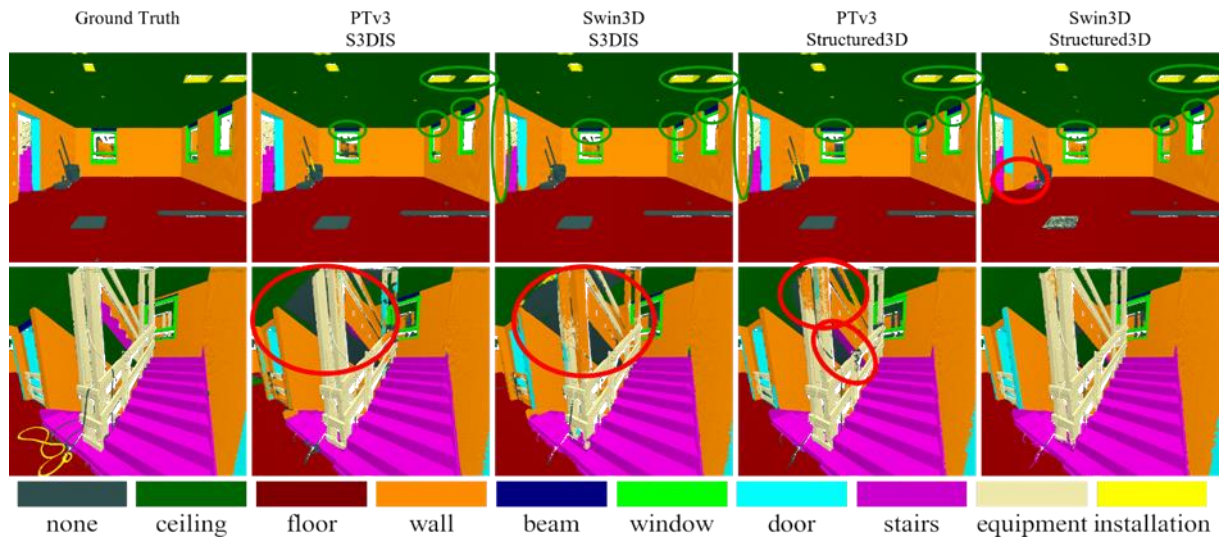 Ground Truth PTv3 Swin3D PTv3 Swin3D
S3DIS S3DIS Structured3D Structured3D
none ceiling floor wall beam window door stairs equipment installation